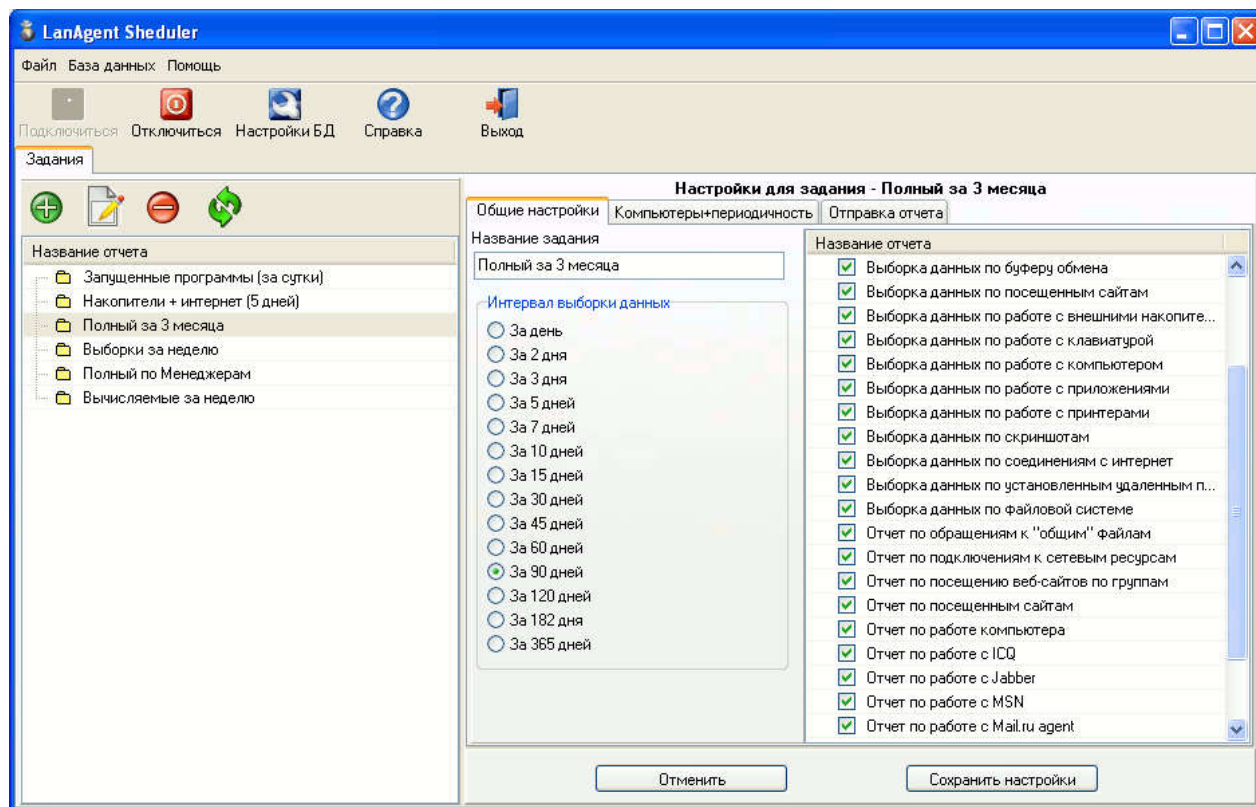 LanAgent Sheduler
Файл База данных Помощь
Подключиться Отключиться Настройки БД Справка Выход
Задания
Настройки для задания - Полный за 3 месяца
Общие настройки Компьютеры+периодичность Отправка отчета
Название отчета
Запущенные программы (за сутки)
Накопители + интернет (5 дней)
Полный за 3 месяца
Выборки за неделю
Полный по Менеджерам
Вычисляемые за неделю
Название задания
Полный за 3 месяца
Интервал выборки данных
За день
За 2 дня
За 3 дня
За 5 дней
За 7 дней
За 10 дней
За 15 дней
За 30 дней
За 45 дней
За 60 дней
За 90 дней
За 120 дней
За 182 дня
За 365 дней
Название отчета
Выборка данных по буферу обмена
Выборка данных по посещенным сайтам
Выборка данных по работе с внешними накопите...
Выборка данных по работе с клавиатурой
Выборка данных по работе с компьютером
Выборка данных по работе с приложениями
Выборка данных по работе с принтерами
Выборка данных по скриншотам
Выборка данных по соединениям с интернет
Выборка данных по установленным удаленным п...
Выборка данных по файловой системе
Отчет по обращениям к "общим" файлам
Отчет по подключениям к сетевым ресурсам
Отчет по посещению веб-сайтов по группам
Отчет по посещенным сайтам
Отчет по работе компьютера
Отчет по работе с ICQ
Отчет по работе с Jabber
Отчет по работе с MSN
Отчет по работе с Mail.ru agent
Отменить Сохранить настройки